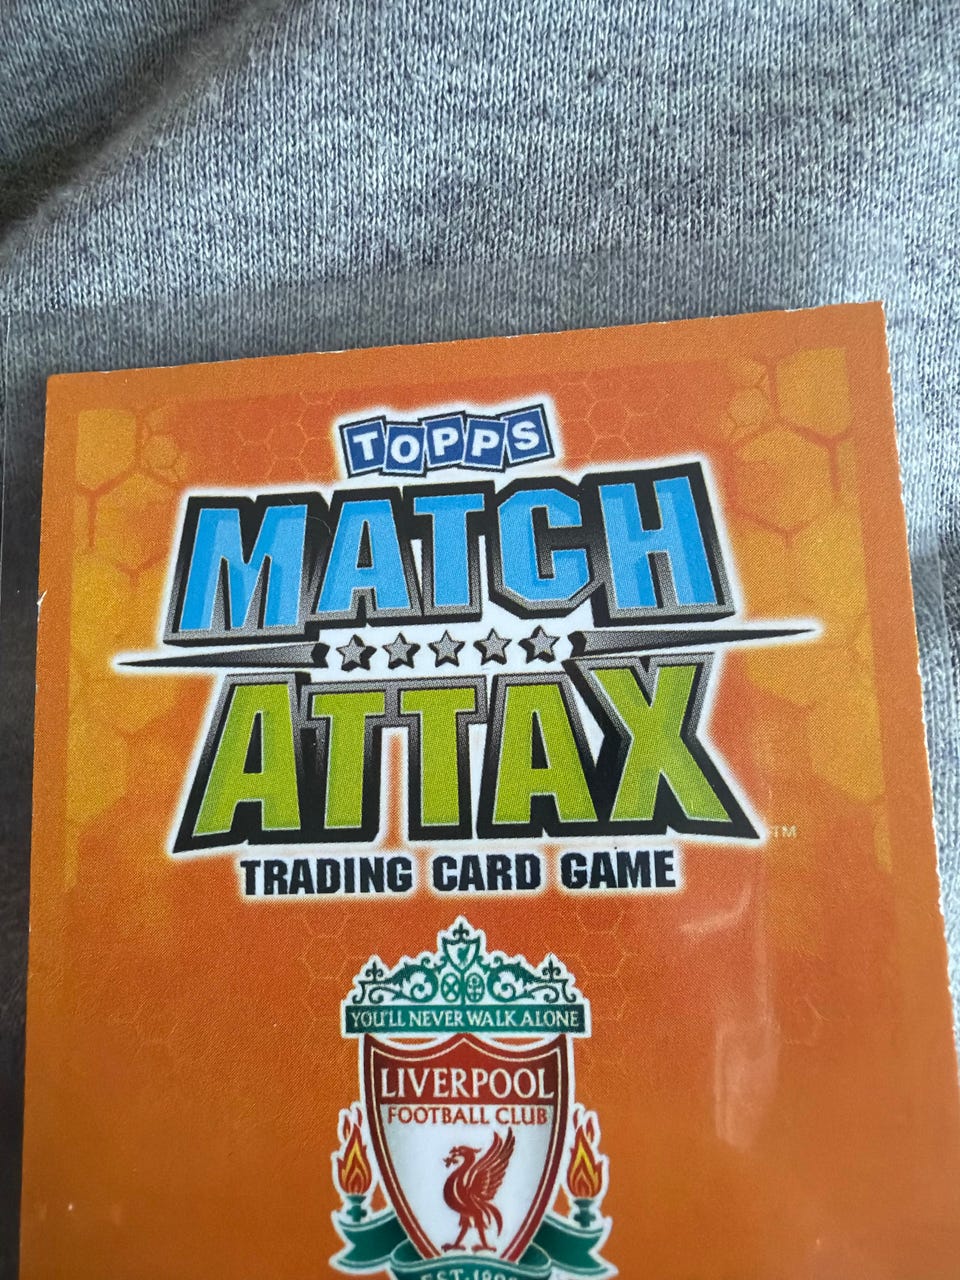 TOPPS
MATCH
ATTAX
TM
TRADING CARD GAME
YOU'LL NEVER WALK ALONE
LIVERPOOL
FOOTBALL CLUB